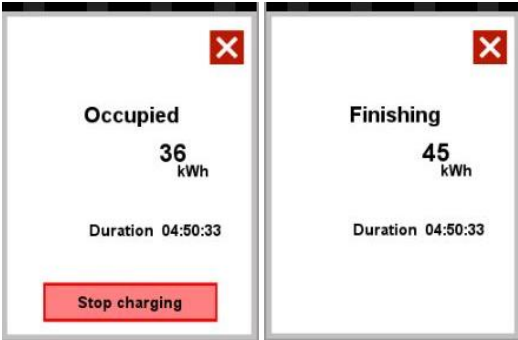 Occupied
36
kWh
Duration 04:50:33
Stop charging
Finishing
45
kWh
Duration 04:50:33